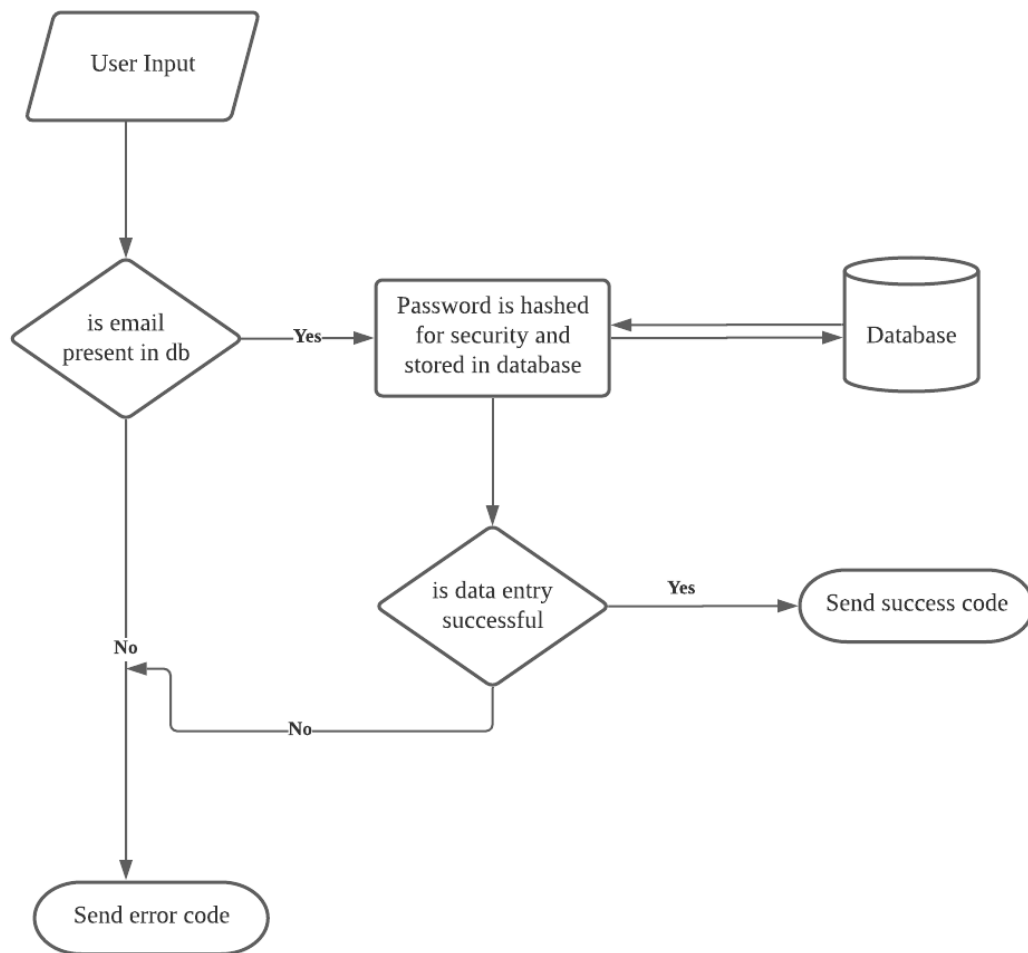 User Input
is email
present in db
Yes
Password is hashed
for security and
stored in database
Database
is data entry
successful
Yes
Send success code
No
No
Send error code